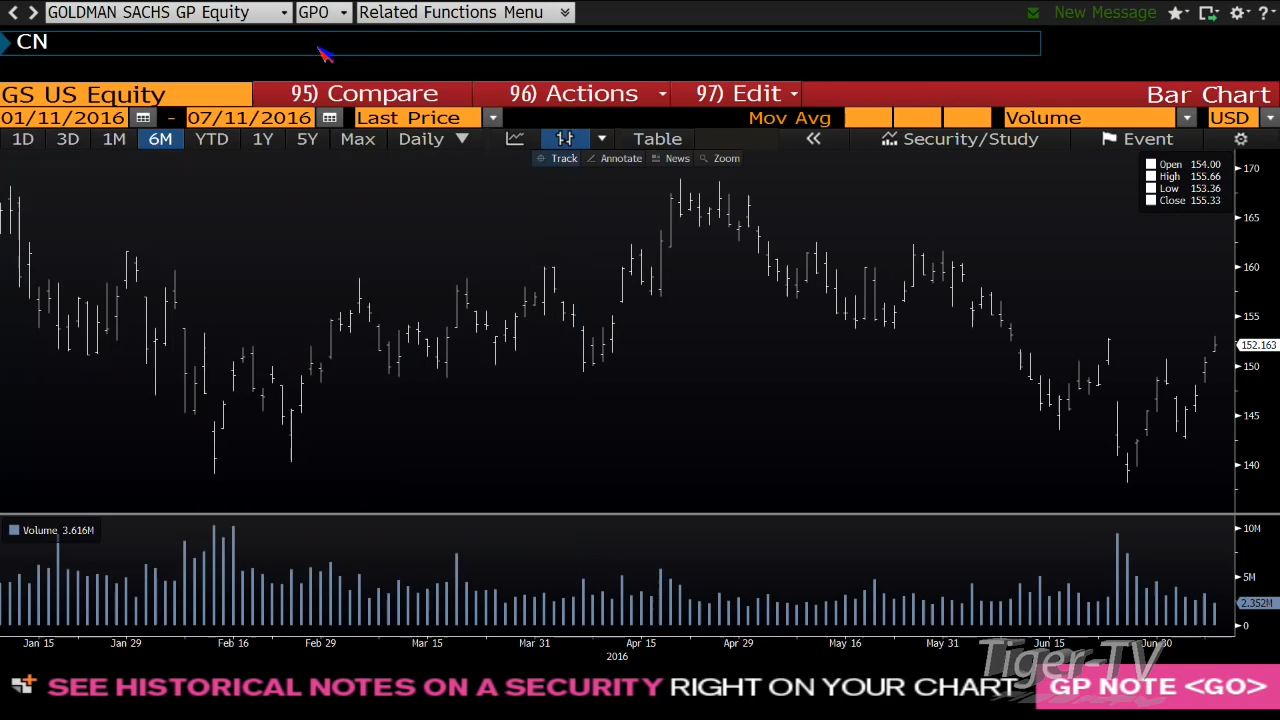 GOLDMAN SACHS GP Equity GPO Related Functions Menu New Message ?
CN
GS US Equity 95) Compare 96) Actions 97) Edit Bar Chart
01/11/2016 - 07/11/2016 Last Price Mov Avg Volume USD
1D 3D 1M 6M YTD 1Y 5Y Max Daily Table Security/Study Event
Track Annotate News Zoom
Open 154.00
High 155.66
Low 153.36
Close 155.33
170
165
160
155
152.163
150
145
140
Volume 3.616M
10M
5M
2.352M
0
Jan 15 Jan 29 Feb 16 Feb 29 Mar 15 Mar 31 Apr 15 Apr 29 May 16 May 31 Jun 15 Jun 30
2016
Tiger-TV
SEE HISTORICAL NOTES ON A SECURITY RIGHT ON YOUR CHART GP NOTE <GO>